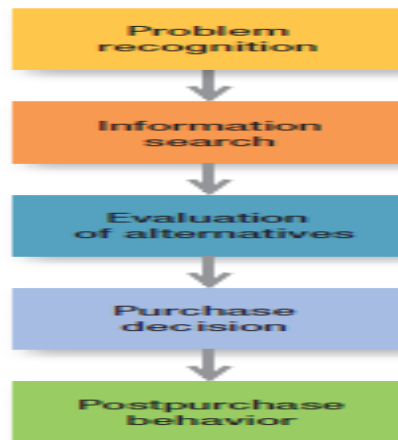 Problem
recognition
Information
search
Evaluation
of alternatives
Purchase
decision
Postpurchase
behavior